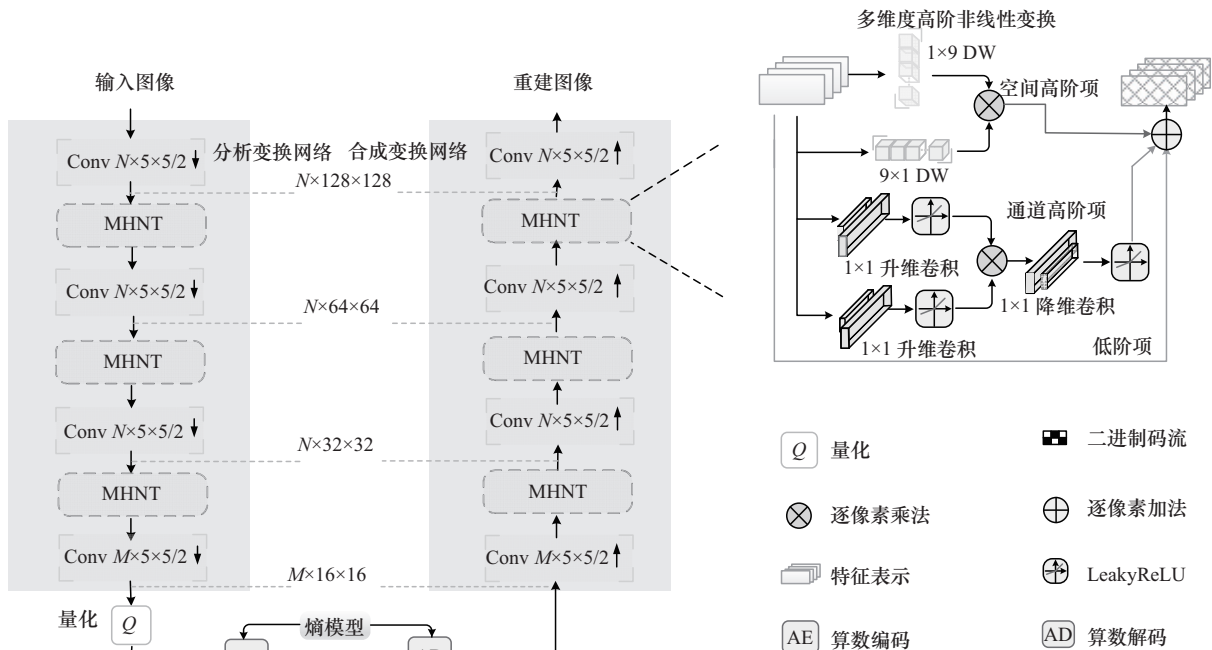 多维度高阶非线性变换
1×9 DW
空间高阶项
9×1 DW
通道高阶项
1×1 升维卷积
1×1 降维卷积
1×1 升维卷积
低阶项
输入图像
重建图像
分析变换网络 合成变换网络
Conv N×5×5/2
N×128×128
Conv N×5×5/2
MHNT
MHNT
Conv N×5×5/2
N×64×64
Conv N×5×5/2
MHNT
MHNT
Conv N×5×5/2
N×32×32
Conv N×5×5/2
MHNT
MHNT
Conv M×5×5/2
M×16×16
Conv M×5×5/2
量化
Q
熵模型
Q 量化
二进制码流
逐像素乘法
逐像素加法
特征表示
LeakyReLU
AE 算数编码
AD 算数解码